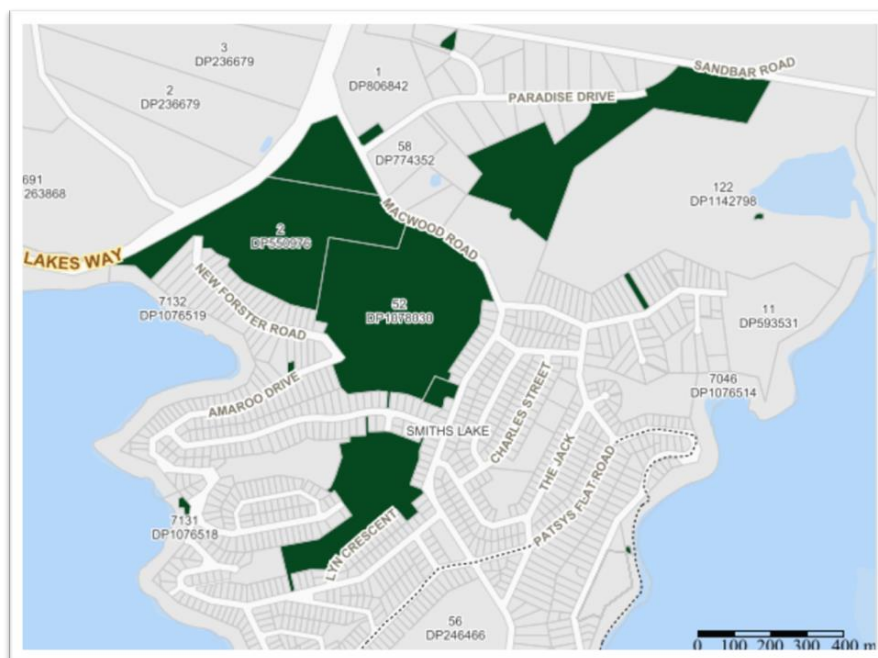 3
DP236679
SANDBAR ROAD
1
DP806842
2
DP236679
PARADISE DRIVE
58
DP774352
691
263868
122
DP1142798
MACWOOD ROAD
2
LAKES WAY
NEW FORSTER ROAD
7132
DP1076519
52
DP1078030
11
DP593531
7046
DP1076514
AMAROO DRIVE
CHARLES STREET
SMITHS LAKE
THE JACK
PATSYS FLAT ROAD
7131
DP1076518
LYN CRESCENT
56
DP246466
0 100 200 300 400 m